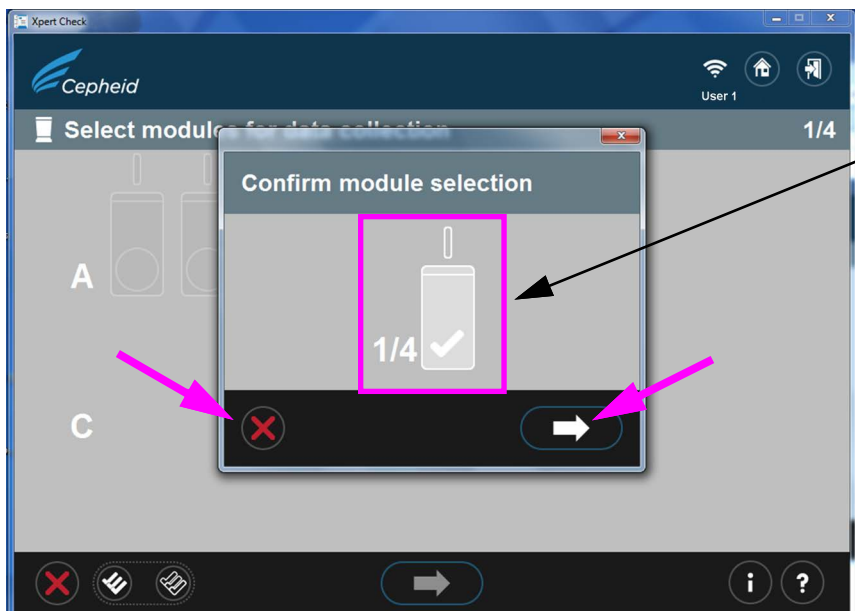 Xpert Check
Cepheid
User 1
Select modules for data collection
1/4
Confirm module selection
A
1/4
C
i
?